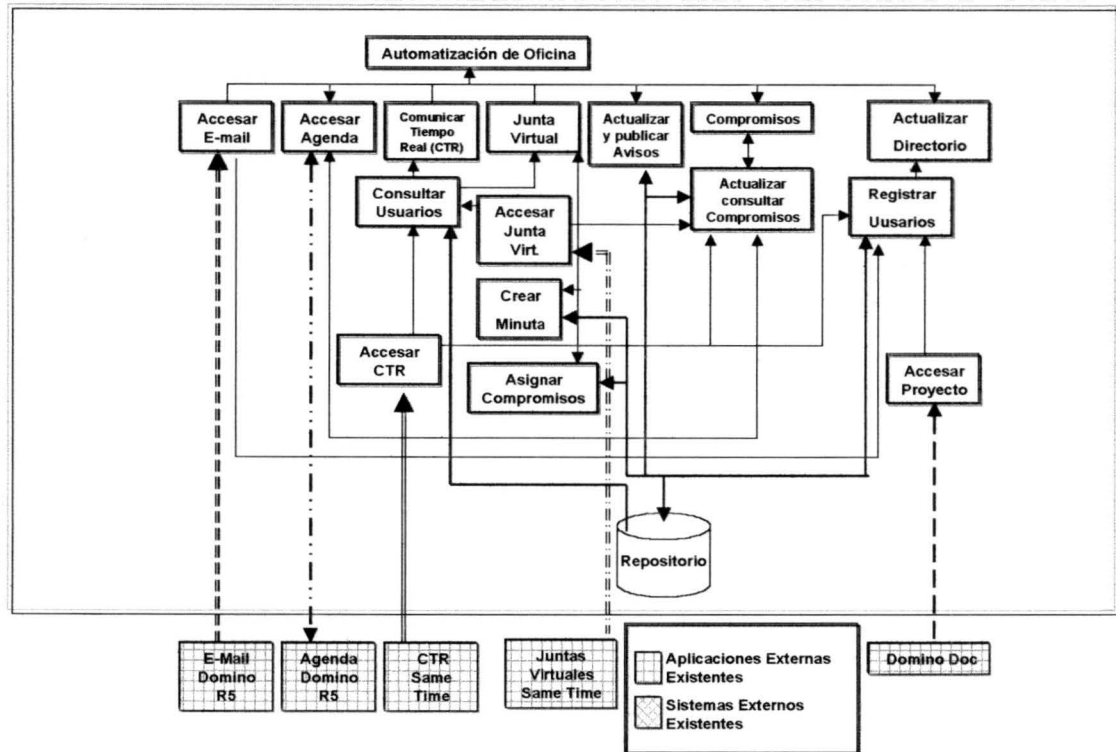 Automatización de Oficina
Accesar
E-mail
Accesar
Agenda
Comunicar
Tiempo
Real (CTR)
Junta
Virtual
Actualizar
y publicar
Avisos
Compromisos
Actualizar
Directorio
Consultar
Usuarios
Accesar
Junta
Virt.
Actualizar
consultar
Compromisos
Registrar
Uusarios
Crear
Minuta
Accesar
CTR
Asignar
Compromisos
Accesar
Proyecto
Repositorio
E-Mail
Domino
R5
Agenda
Domino
R5
CTR
Same
Time
Juntas
Virtuales
Same Time
Aplicaciones Externas
Existentes
Sistemas Externos
Existentes
Domino Doc